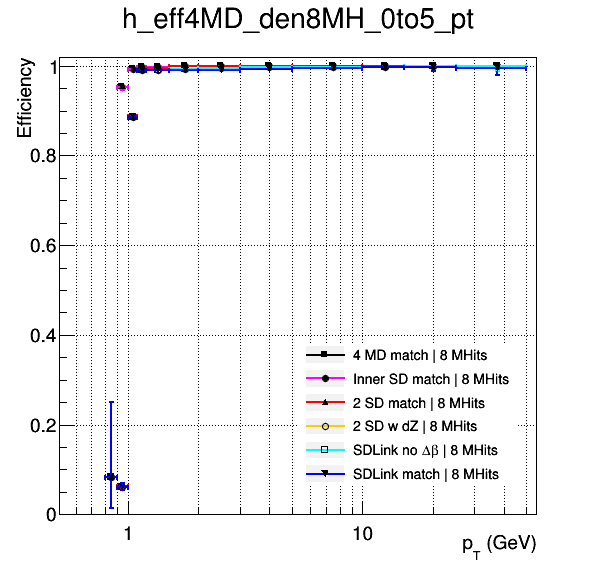 h_eff4MD_den8MH_0to5_pt
Efficiency
1
0.8
0.6
0.4
0.2
0
4 MD match | 8 MHits
Inner SD match | 8 MHits
2 SD match | 8 MHits
2 SD w dZ | 8 MHits
SDLink no Δβ | 8 MHits
SDLink match | 8 MHits
1 10
p_T (GeV)